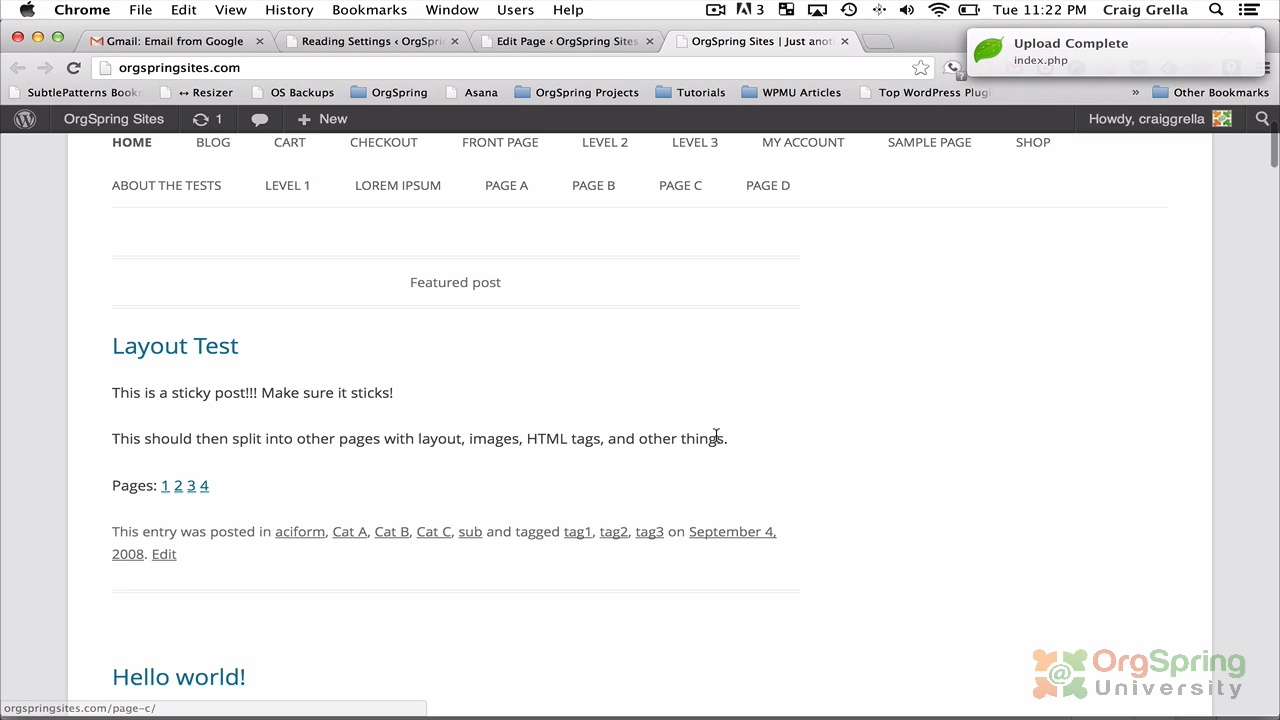 Chrome File Edit View History Bookmarks Window Users Help 3 Tue 11:22 PM Craig Grella
Gmail: Email from Google Reading Settings ‹ OrgSpri Edit Page ‹ OrgSpring Sites OrgSpring Sites | Just anot
Upload Complete
index.php
orgspringsites.com
SubtlePatterns Book ↔ Resizer OS Backups OrgSpring Asana OrgSpring Projects Tutorials WPMU Articles Top WordPress Plugi » Other Bookmarks
OrgSpring Sites 1 + New Howdy, craiggrella
HOME BLOG CART CHECKOUT FRONT PAGE LEVEL 2 LEVEL 3 MY ACCOUNT SAMPLE PAGE SHOP
ABOUT THE TESTS LEVEL 1 LOREM IPSUM PAGE A PAGE B PAGE C PAGE D
Featured post
Layout Test
This is a sticky post!!! Make sure it sticks!
This should then split into other pages with layout, images, HTML tags, and other things.
Pages: 1 2 3 4
This entry was posted in aciform, Cat A, Cat B, Cat C, sub and tagged tag1, tag2, tag3 on September 4,
2008. Edit
Hello world!
OrgSpring
University
orgspringsites.com/page-c/